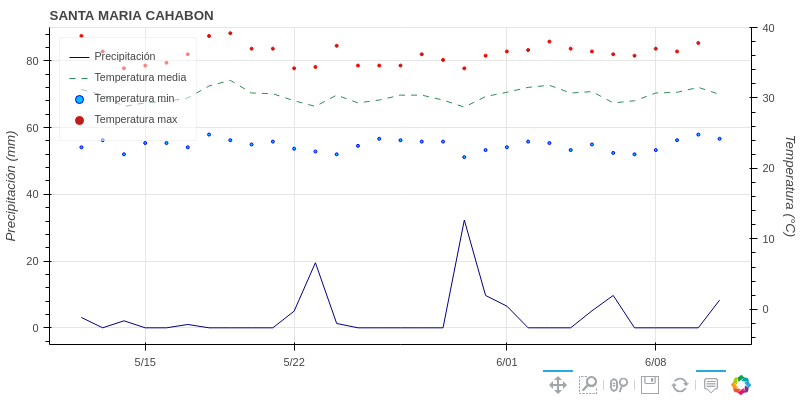 SANTA MARIA CAHABON
Precipitación
Temperatura media
Temperatura min
Temperatura max
Precipitación (mm)
80
60
40
20
0
Temperatura (°C)
40
30
20
10
0
5/15
5/22
6/01
6/08